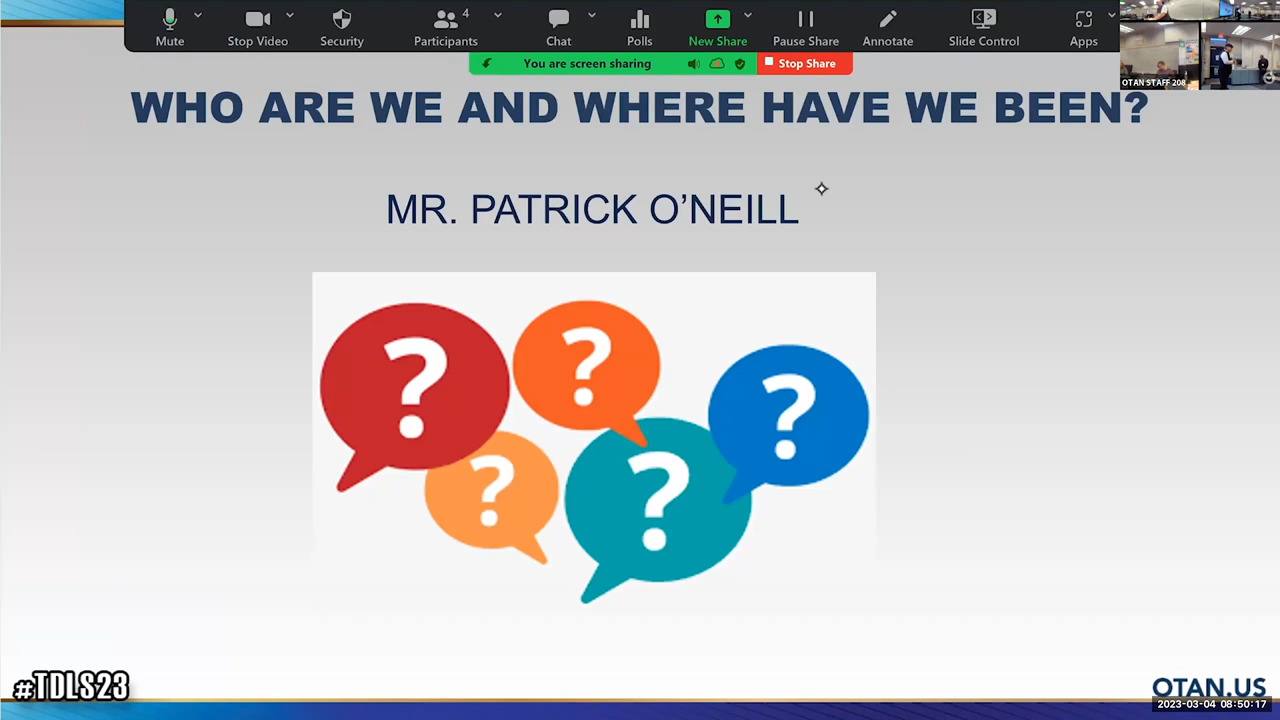 Mute
Stop Video
Security
Participants
4
Chat
Polls
New Share
Pause Share
Annotate
Slide Control
Apps
You are screen sharing
Stop Share
OTAN STAFF 208
WHO ARE WE AND WHERE HAVE WE BEEN?
MR. PATRICK O’NEILL
?
?
?
?
?
#TDLS23
OTAN.US
2023-03-04 08:50:17